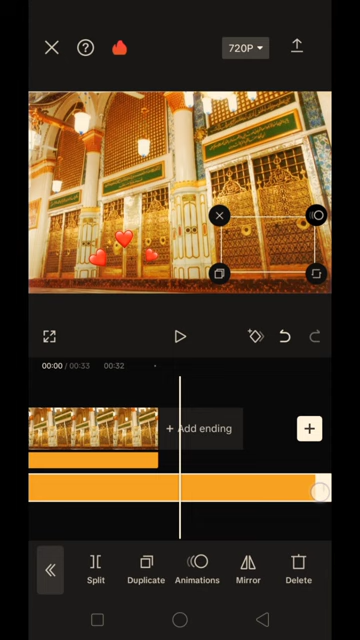 720P
00:00 / 00:33 00:32
+ Add ending
Split Duplicate Animations Mirror Delete